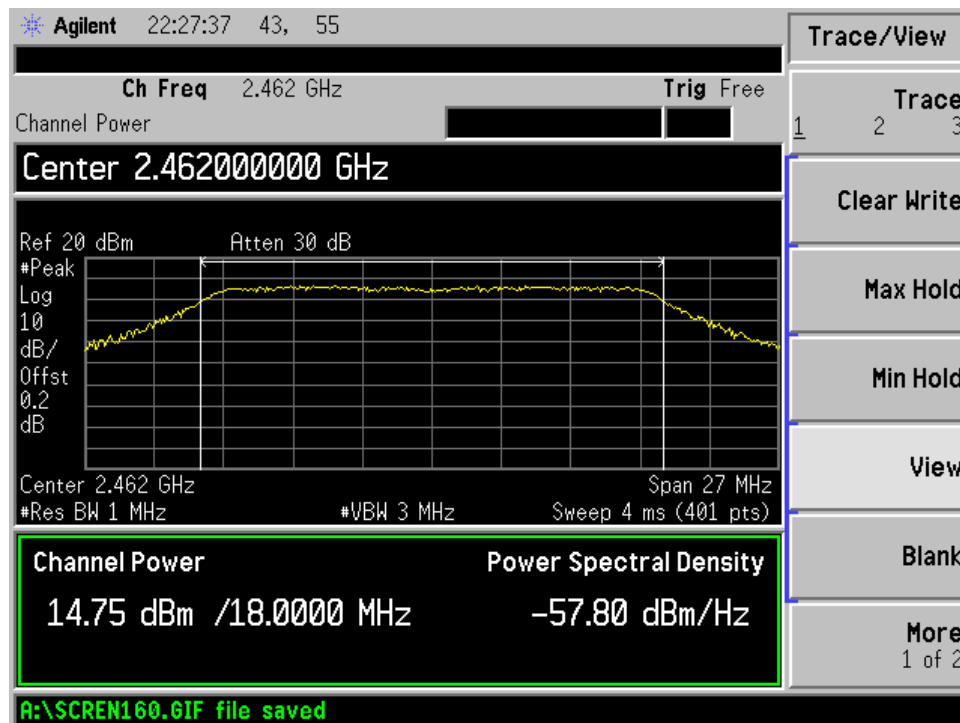 Agilent 22:27:37 43, 55
Trace/View
Ch Freq 2.462 GHz Trig Free
Channel Power
Trace
1 2 3
Center 2.462000000 GHz
Clear Write
Ref 20 dBm Atten 30 dB
#Peak
Log
10
dB/
Offst
0.2
dB
Max Hold
Min Hold
Center 2.462 GHz Span 27 MHz
#Res BW 1 MHz #VBW 3 MHz Sweep 4 ms (401 pts)
View
Channel Power Power Spectral Density
14.75 dBm /18.0000 MHz -57.80 dBm/Hz
Blank
More
1 of 2
A:\SCREN160.GIF file saved